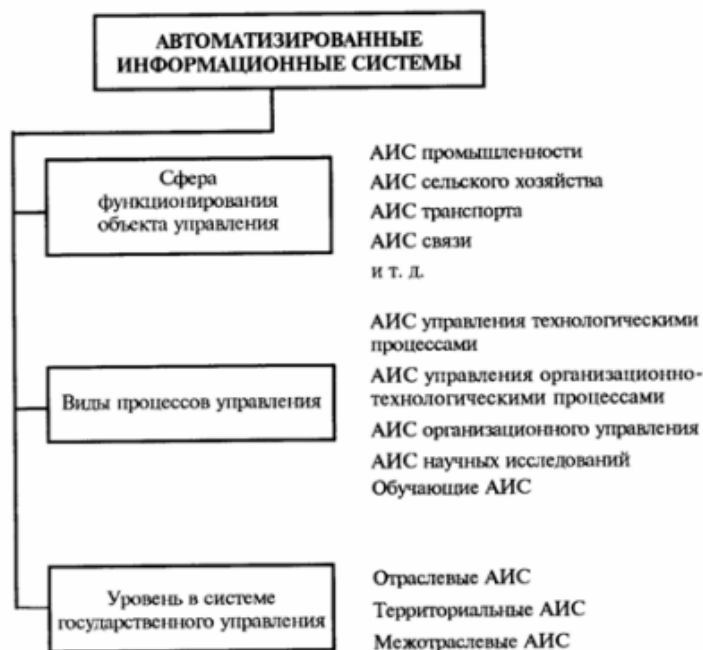 АВТОМАТИЗИРОВАННЫЕ
ИНФОРМАЦИОННЫЕ СИСТЕМЫ
Сфера
функционирования
объекта управления
АИС промышленности
АИС сельского хозяйства
АИС транспорта
АИС связи
и т. д.
Виды процессов управления
АИС управления технологическими
процессами
АИС управления организационно-
технологическими процессами
АИС организационного управления
АИС научных исследований
Обучающие АИС
Уровень в системе
государственного управления
Отраслевые АИС
Территориальные АИС
Межотраслевые АИС